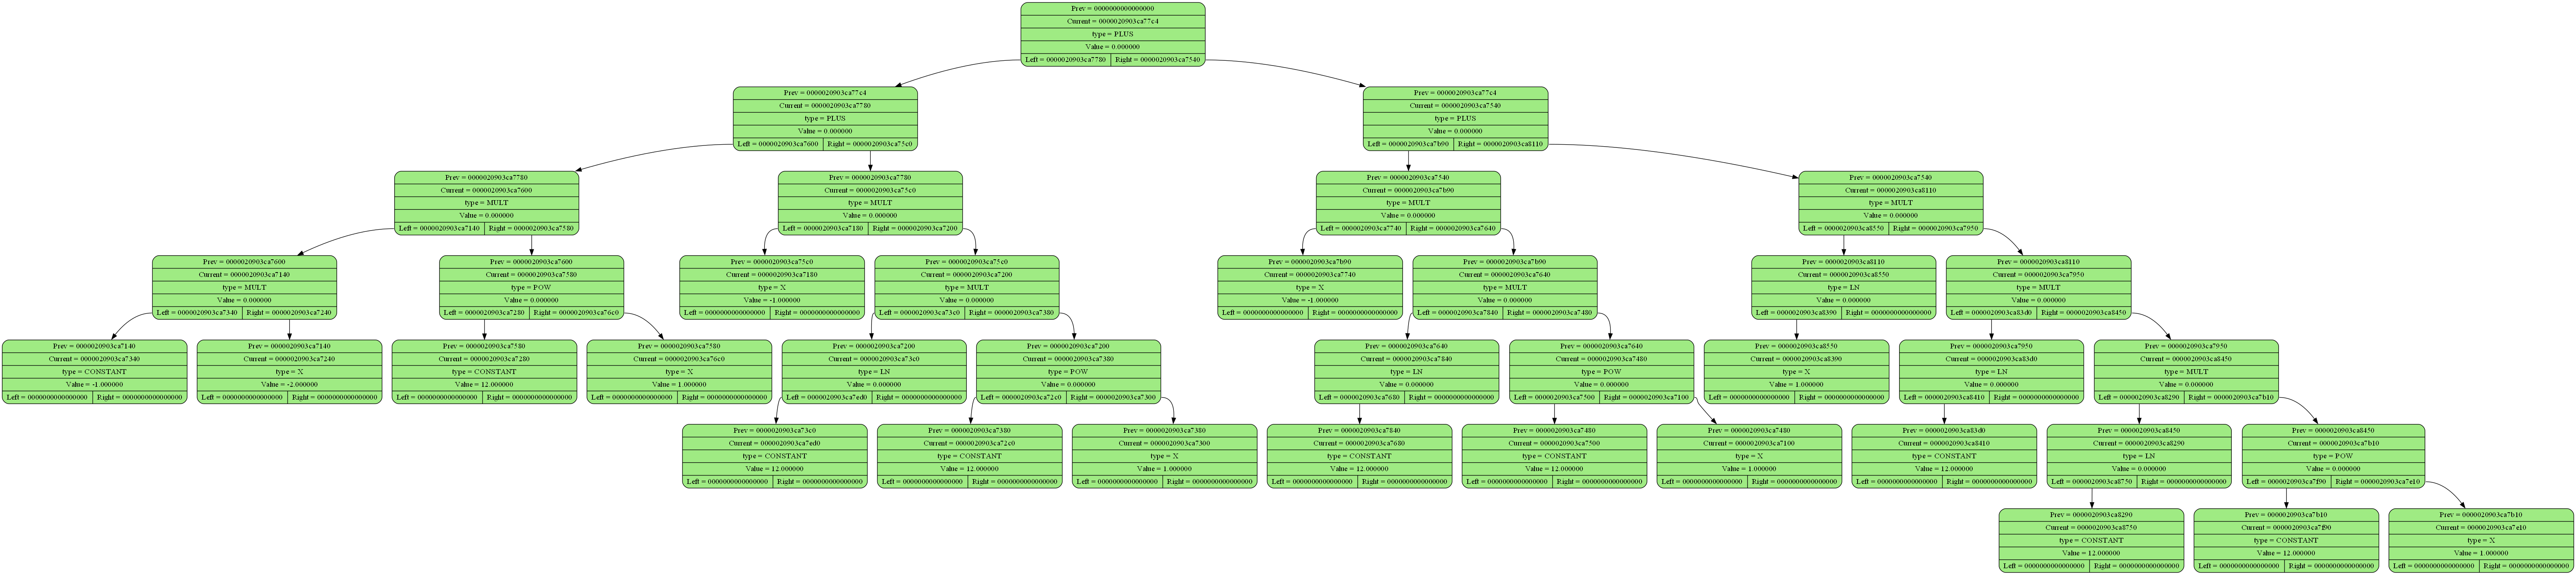 Prev = 0000000000000000
Current = 0000020903ca77c4
type = PLUS
Value = 0.000000
Left = 0000020903ca7780 Right = 0000020903ca7540
Prev = 0000020903ca77c4
Current = 0000020903ca7780
type = PLUS
Value = 0.000000
Left = 0000020903ca7600 Right = 0000020903ca75c0
Prev = 0000020903ca77c4
Current = 0000020903ca7540
type = PLUS
Value = 0.000000
Left = 0000020903ca7b90 Right = 0000020903ca8110
Prev = 0000020903ca7780
Current = 0000020903ca7600
type = MULT
Value = 0.000000
Left = 0000020903ca7140 Right = 0000020903ca7580
Prev = 0000020903ca7780
Current = 0000020903ca75c0
type = MULT
Value = 0.000000
Left = 0000020903ca7180 Right = 0000020903ca7200
Prev = 0000020903ca7540
Current = 0000020903ca7b90
type = MULT
Value = 0.000000
Left = 0000020903ca7740 Right = 0000020903ca7640
Prev = 0000020903ca7540
Current = 0000020903ca8110
type = MULT
Value = 0.000000
Left = 0000020903ca8550 Right = 0000020903ca7950
Prev = 0000020903ca7600
Current = 0000020903ca7140
type = MULT
Value = 0.000000
Left = 0000020903ca7340 Right = 0000020903ca7240
Prev = 0000020903ca7600
Current = 0000020903ca7580
type = POW
Value = 0.000000
Left = 0000020903ca7280 Right = 0000020903ca76c0
Prev = 0000020903ca75c0
Current = 0000020903ca7180
type = X
Value = -1.000000
Left = 0000000000000000 Right = 0000000000000000
Prev = 0000020903ca75c0
Current = 0000020903ca7200
type = MULT
Value = 0.000000
Left = 0000020903ca73c0 Right = 0000020903ca7380
Prev = 0000020903ca7b90
Current = 0000020903ca7740
type = X
Value = -1.000000
Left = 0000000000000000 Right = 0000000000000000
Prev = 0000020903ca7b90
Current = 0000020903ca7640
type = MULT
Value = 0.000000
Left = 0000020903ca7840 Right = 0000020903ca7480
Prev = 0000020903ca8110
Current = 0000020903ca8550
type = LN
Value = 0.000000
Left = 0000020903ca8390 Right = 0000000000000000
Prev = 0000020903ca8110
Current = 0000020903ca7950
type = MULT
Value = 0.000000
Left = 0000020903ca83d0 Right = 0000020903ca8450
Prev = 0000020903ca7140
Current = 0000020903ca7340
type = CONSTANT
Value = -1.000000
Left = 0000000000000000 Right = 0000000000000000
Prev = 0000020903ca7140
Current = 0000020903ca7240
type = X
Value = -2.000000
Left = 0000000000000000 Right = 0000000000000000
Prev = 0000020903ca7580
Current = 0000020903ca7280
type = CONSTANT
Value = 12.000000
Left = 0000000000000000 Right = 0000000000000000
Prev = 0000020903ca7580
Current = 0000020903ca76c0
type = X
Value = 1.000000
Left = 0000000000000000 Right = 0000000000000000
Prev = 0000020903ca7200
Current = 0000020903ca73c0
type = LN
Value = 0.000000
Left = 0000020903ca7ed0 Right = 0000000000000000
Prev = 0000020903ca7200
Current = 0000020903ca7380
type = POW
Value = 0.000000
Left = 0000020903ca72c0 Right = 0000020903ca7300
Prev = 0000020903ca7640
Current = 0000020903ca7840
type = LN
Value = 0.000000
Left = 0000020903ca7680 Right = 0000000000000000
Prev = 0000020903ca7640
Current = 0000020903ca7480
type = POW
Value = 0.000000
Left = 0000020903ca7500 Right = 0000020903ca7100
Prev = 0000020903ca8550
Current = 0000020903ca8390
type = X
Value = 1.000000
Left = 0000000000000000 Right = 0000000000000000
Prev = 0000020903ca7950
Current = 0000020903ca83d0
type = LN
Value = 0.000000
Left = 0000020903ca8410 Right = 0000000000000000
Prev = 0000020903ca7950
Current = 0000020903ca8450
type = MULT
Value = 0.000000
Left = 0000020903ca8290 Right = 0000020903ca7b10
Prev = 0000020903ca73c0
Current = 0000020903ca7ed0
type = CONSTANT
Value = 12.000000
Left = 0000000000000000 Right = 0000000000000000
Prev = 0000020903ca7380
Current = 0000020903ca72c0
type = CONSTANT
Value = 12.000000
Left = 0000000000000000 Right = 0000000000000000
Prev = 0000020903ca7380
Current = 0000020903ca7300
type = X
Value = 1.000000
Left = 0000000000000000 Right = 0000000000000000
Prev = 0000020903ca7840
Current = 0000020903ca7680
type = CONSTANT
Value = 12.000000
Left = 0000000000000000 Right = 0000000000000000
Prev = 0000020903ca7480
Current = 0000020903ca7500
type = CONSTANT
Value = 12.000000
Left = 0000000000000000 Right = 0000000000000000
Prev = 0000020903ca7480
Current = 0000020903ca7100
type = X
Value = 1.000000
Left = 0000000000000000 Right = 0000000000000000
Prev = 0000020903ca83d0
Current = 0000020903ca8410
type = CONSTANT
Value = 12.000000
Left = 0000000000000000 Right = 0000000000000000
Prev = 0000020903ca8450
Current = 0000020903ca8290
type = LN
Value = 0.000000
Left = 0000020903ca8750 Right = 0000000000000000
Prev = 0000020903ca8450
Current = 0000020903ca7b10
type = POW
Value = 0.000000
Left = 0000020903ca7f90 Right = 0000020903ca7e10
Prev = 0000020903ca8290
Current = 0000020903ca8750
type = CONSTANT
Value = 12.000000
Left = 0000000000000000 Right = 0000000000000000
Prev = 0000020903ca7b10
Current = 0000020903ca7f90
type = CONSTANT
Value = 12.000000
Left = 0000000000000000 Right = 0000000000000000
Prev = 0000020903ca7b10
Current = 0000020903ca7e10
type = X
Value = 1.000000
Left = 0000000000000000 Right = 0000000000000000